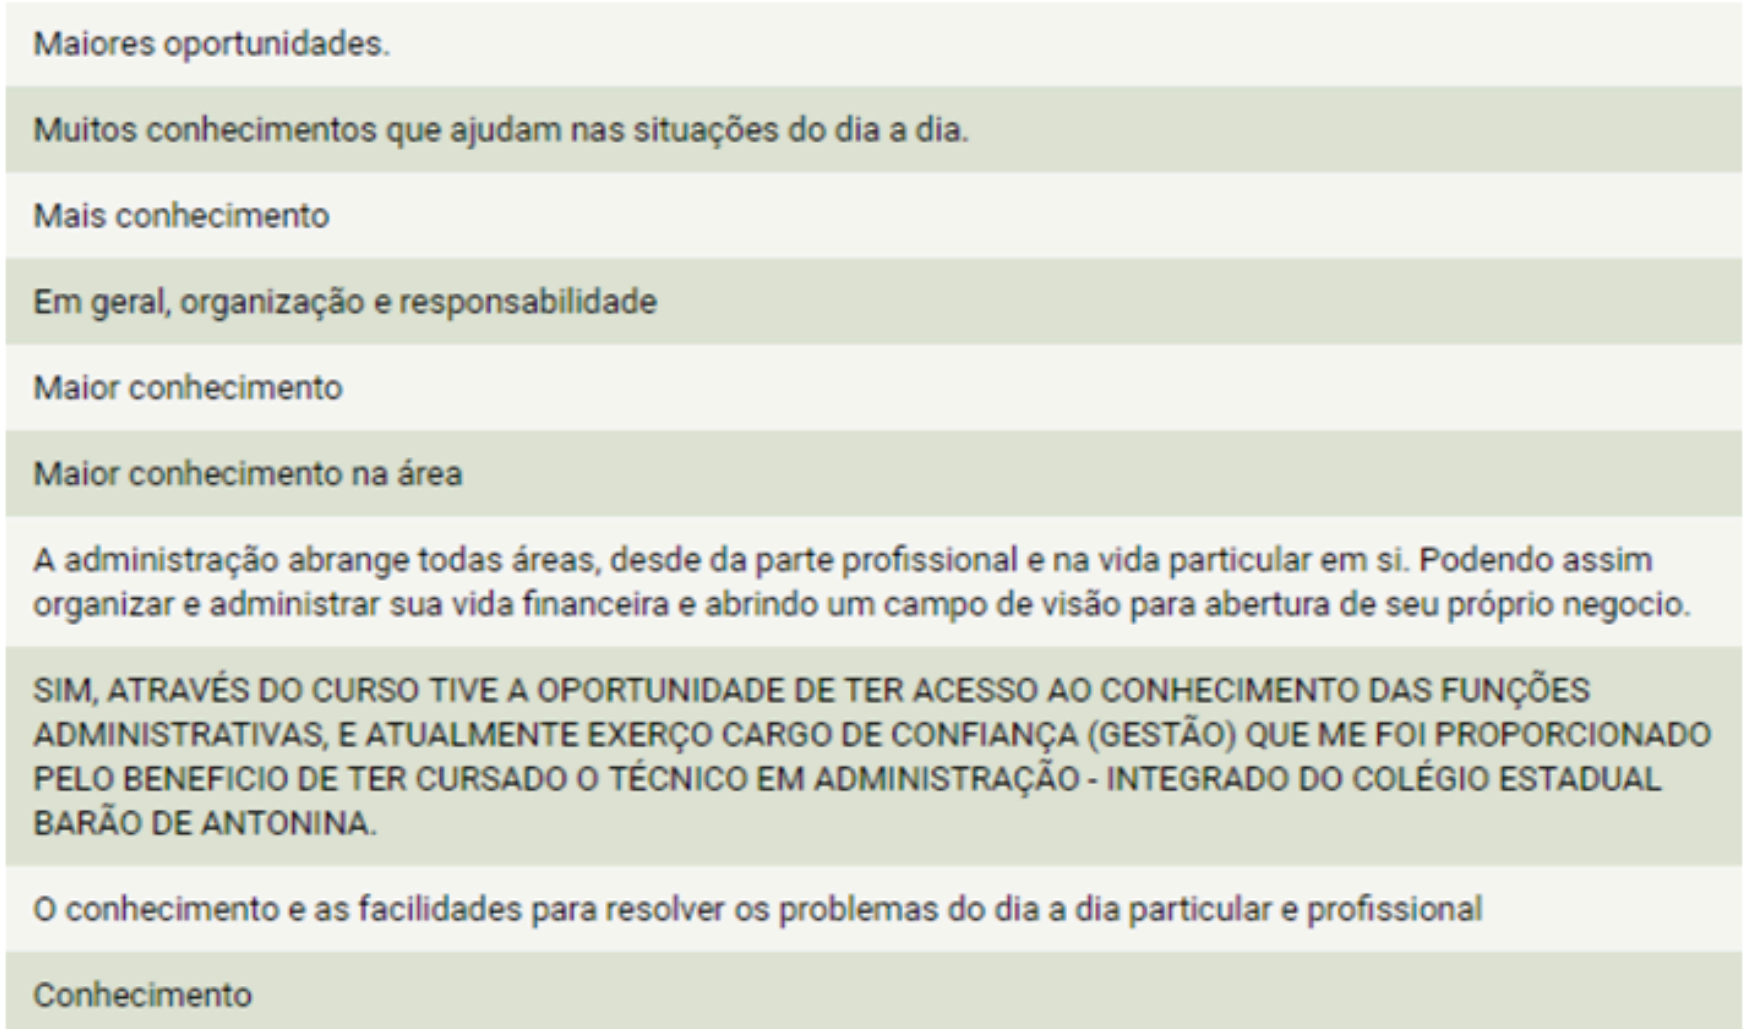 Maiores oportunidades.
Muitos conhecimentos que ajudam nas situações do dia a dia.
Mais conhecimento
Em geral, organização e responsabilidade
Maior conhecimento
Maior conhecimento na área
A administração abrange todas áreas, desde da parte profissional e na vida particular em si. Podendo assim
organizar e administrar sua vida financeira e abrindo um campo de visão para abertura de seu próprio negocio.
SIM, ATRAVÉS DO CURSO TIVE A OPORTUNIDADE DE TER ACESSO AO CONHECIMENTO DAS FUNÇÕES
ADMINISTRATIVAS, E ATUALMENTE EXERÇO CARGO DE CONFIANÇA (GESTÃO) QUE ME FOI PROPORCIONADO
PELO BENEFICIO DE TER CURSADO O TÉCNICO EM ADMINISTRAÇÃO - INTEGRADO DO COLÉGIO ESTADUAL
BARÃO DE ANTONINA.
O conhecimento e as facilidades para resolver os problemas do dia a dia particular e profissional
Conhecimento